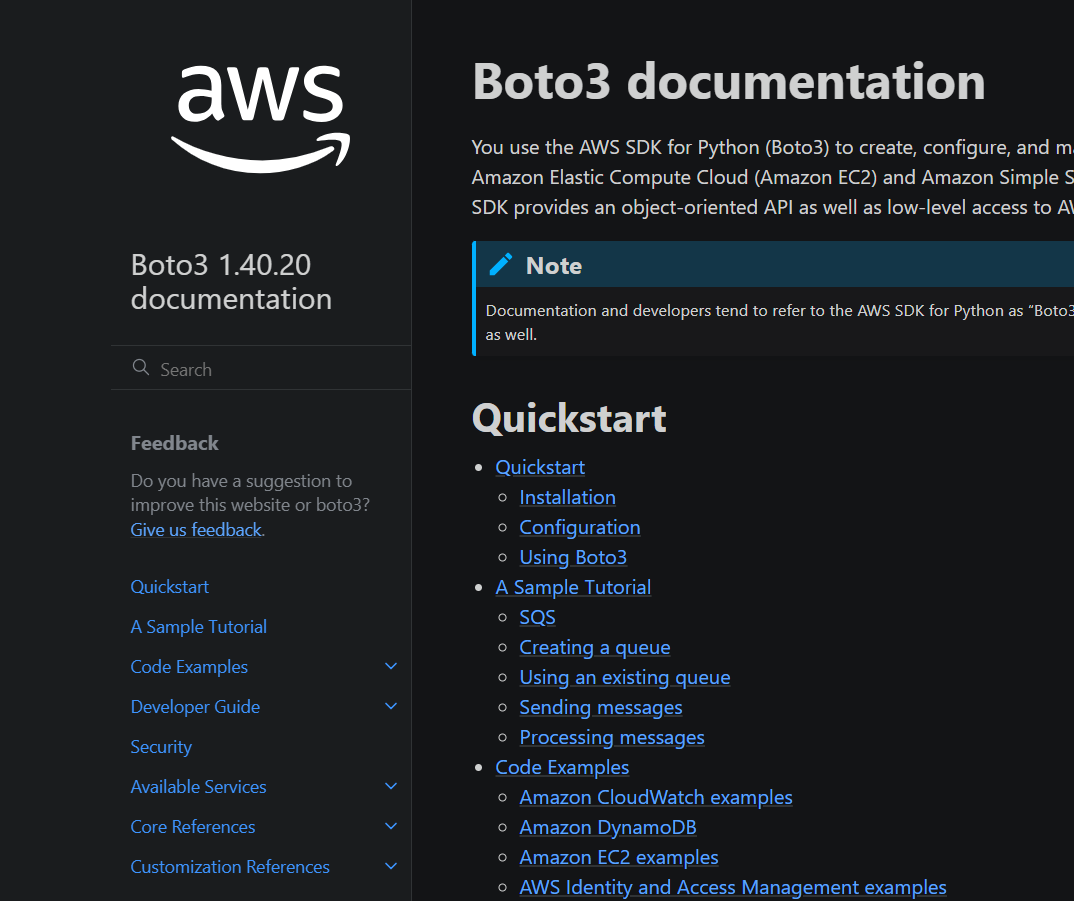 aws
Boto3 1.40.20
documentation
Search
Feedback
Do you have a suggestion to
improve this website or boto3?
Give us feedback.
Quickstart
A Sample Tutorial
Code Examples
Developer Guide
Security
Available Services
Core References
Customization References
Boto3 documentation
You use the AWS SDK for Python (Boto3) to create, configure, and
Amazon Elastic Compute Cloud (Amazon EC2) and Amazon Simple
SDK provides an object-oriented API as well as low-level access to
Note
Documentation and developers tend to refer to the AWS SDK for Python as “Boto3
as well.
Quickstart
Quickstart
Installation
Configuration
Using Boto3
A Sample Tutorial
SQS
Creating a queue
Using an existing queue
Sending messages
Processing messages
Code Examples
Amazon CloudWatch examples
Amazon DynamoDB
Amazon EC2 examples
AWS Identity and Access Management examples